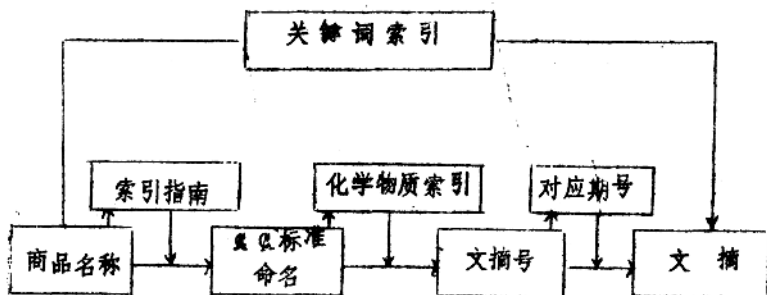 关键词索引
索引指南
化学物质索引
对应期号
商品名称
标准
命名
文摘号
文摘